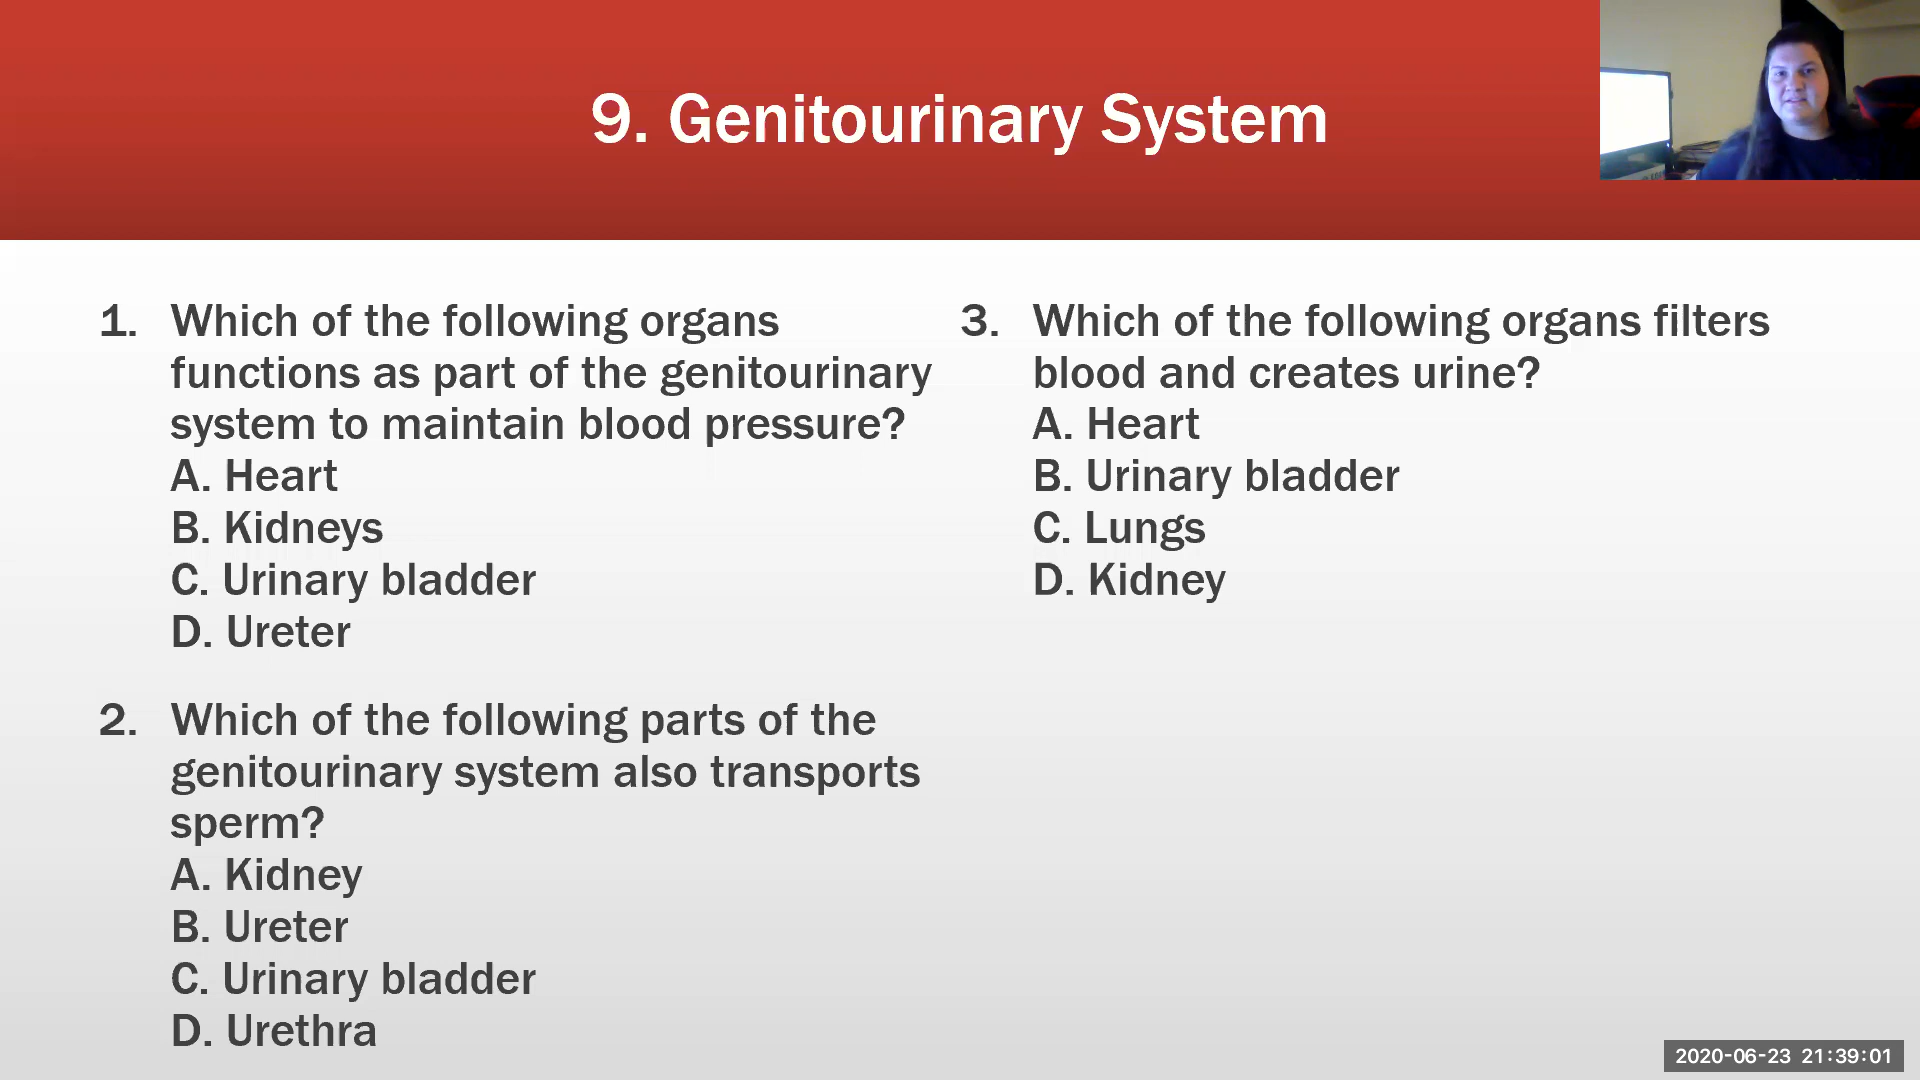 9. Genitourinary System
1. Which of the following organs
functions as part of the genitourinary
system to maintain blood pressure?
A. Heart
B. Kidneys
C. Urinary bladder
D. Ureter
2. Which of the following parts of the
genitourinary system also transports
sperm?
A. Kidney
B. Ureter
C. Urinary bladder
D. Urethra
3. Which of the following organs filters
blood and creates urine?
A. Heart
B. Urinary bladder
C. Lungs
D. Kidney
2020-06-23 21:39:01